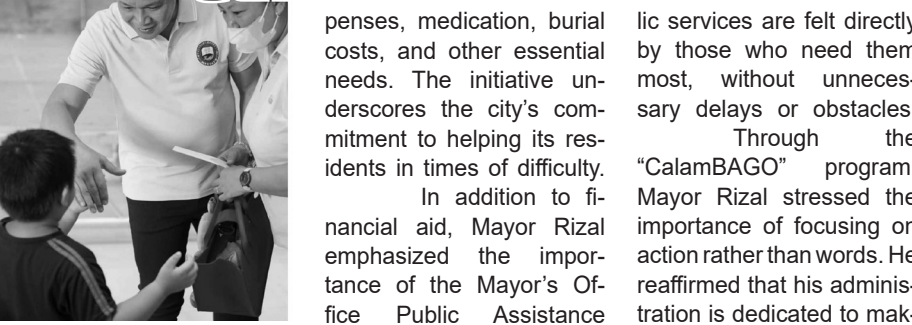 penses, medication, burial
costs, and other essential
needs. The initiative un-
derscores the city’s com-
mitment to helping its res-
idents in times of difficulty.
In addition to fi-
nancial aid, Mayor Rizal
emphasized the impor-
tance of the Mayor’s Of-
fice Public Assistance
lic services are felt directly
by those who need them
most, without unneces-
sary delays or obstacles.
Through the
“CalamBAGO” program
Mayor Rizal stressed the
importance of focusing on
action rather than words. He
reaffirmed that his adminis-
tration is dedicated to mak-